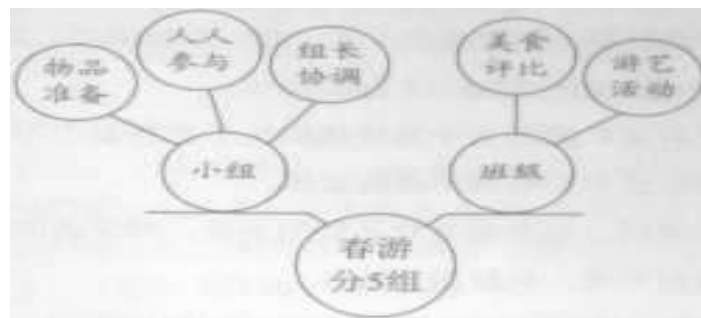 人人
参与
组长
协调
美食
评比
物品
准备
游艺
活动
小组
班级
春游
分5组